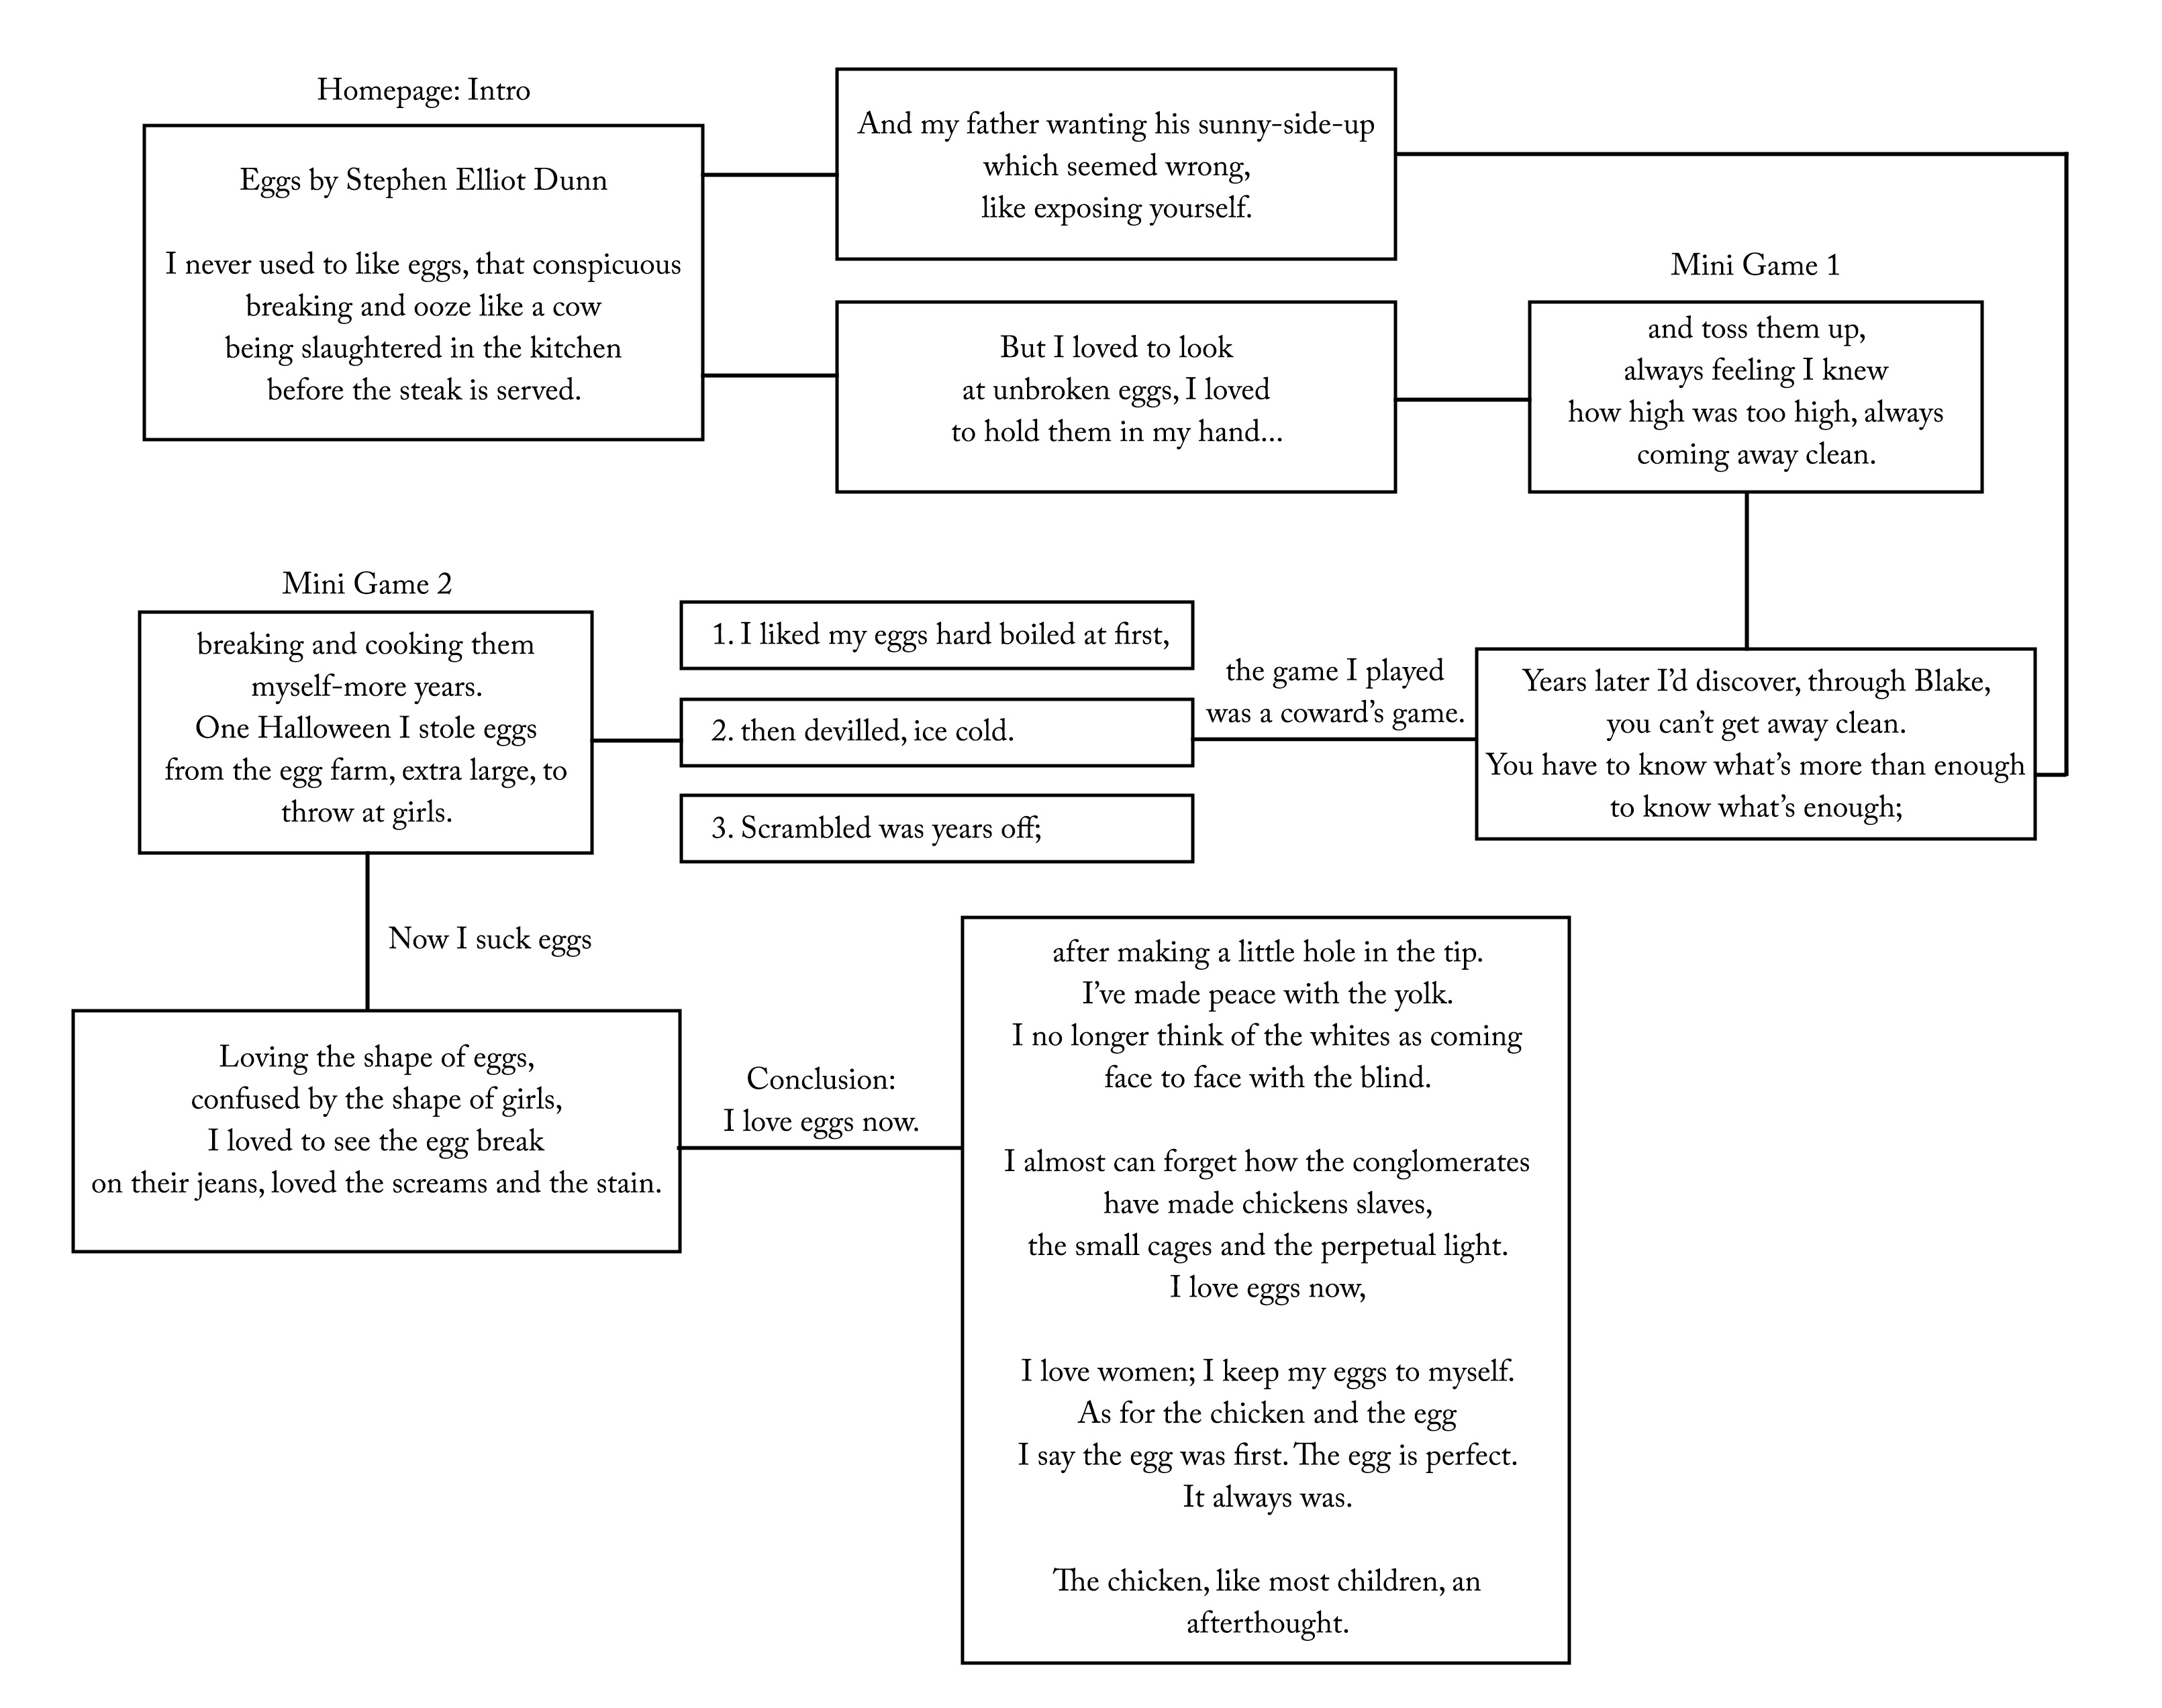 Homepage: Intro
Eggs by Stephen Elliot Dunn
I never used to like eggs, that conspicuous
breaking and ooze like a cow
being slaughtered in the kitchen
before the steak is served.
And my father wanting his sunny-side-up
which seemed wrong,
like exposing yourself.
But I loved to look
at unbroken eggs, I loved
to hold them in my hand...
Mini Game 1
and toss them up,
always feeling I knew
how high was too high, always
coming away clean.
Years later I’d discover, through Blake,
you can’t get away clean.
You have to know what’s more than enough
to know what’s enough;
the game I played
was a coward’s game.
1. I liked my eggs hard boiled at first,
2. then devilled, ice cold.
3. Scrambled was years off;
Mini Game 2
breaking and cooking them
myself-more years.
One Halloween I stole eggs
from the egg farm, extra large, to
throw at girls.
Now I suck eggs
Loving the shape of eggs,
confused by the shape of girls,
I loved to see the egg break
on their jeans, loved the screams and the stain.
Conclusion:
I love eggs now.
after making a little hole in the tip.
I’ve made peace with the yolk.
I no longer think of the whites as coming
face to face with the blind.
I almost can forget how the conglomerates
have made chickens slaves,
the small cages and the perpetual light.
I love eggs now,
I love women; I keep my eggs to myself.
As for the chicken and the egg
I say the egg was first. The egg is perfect.
It always was.
The chicken, like most children, an
afterthought.